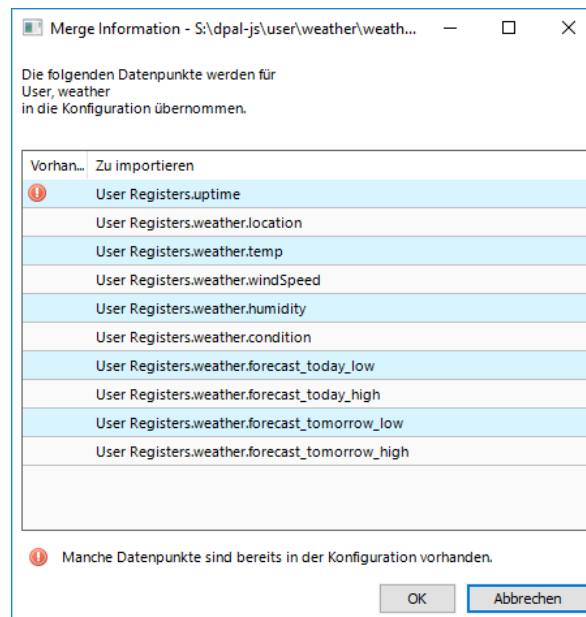 Merge Information - S:\dpal-js\user\weather\weath...
Die folgenden Datenpunkte werden für
User, weather
in die Konfiguration übernommen.
Vorhan... Zu importieren
User Registers.uptime
User Registers.weather.location
User Registers.weather.temp
User Registers.weather.windSpeed
User Registers.weather.humidity
User Registers.weather.condition
User Registers.weather.forecast_today_low
User Registers.weather.forecast_today_high
User Registers.weather.forecast_tomorrow_low
User Registers.weather.forecast_tomorrow_high
Manche Datenpunkte sind bereits in der Konfiguration vorhanden.
OK Abbrechen